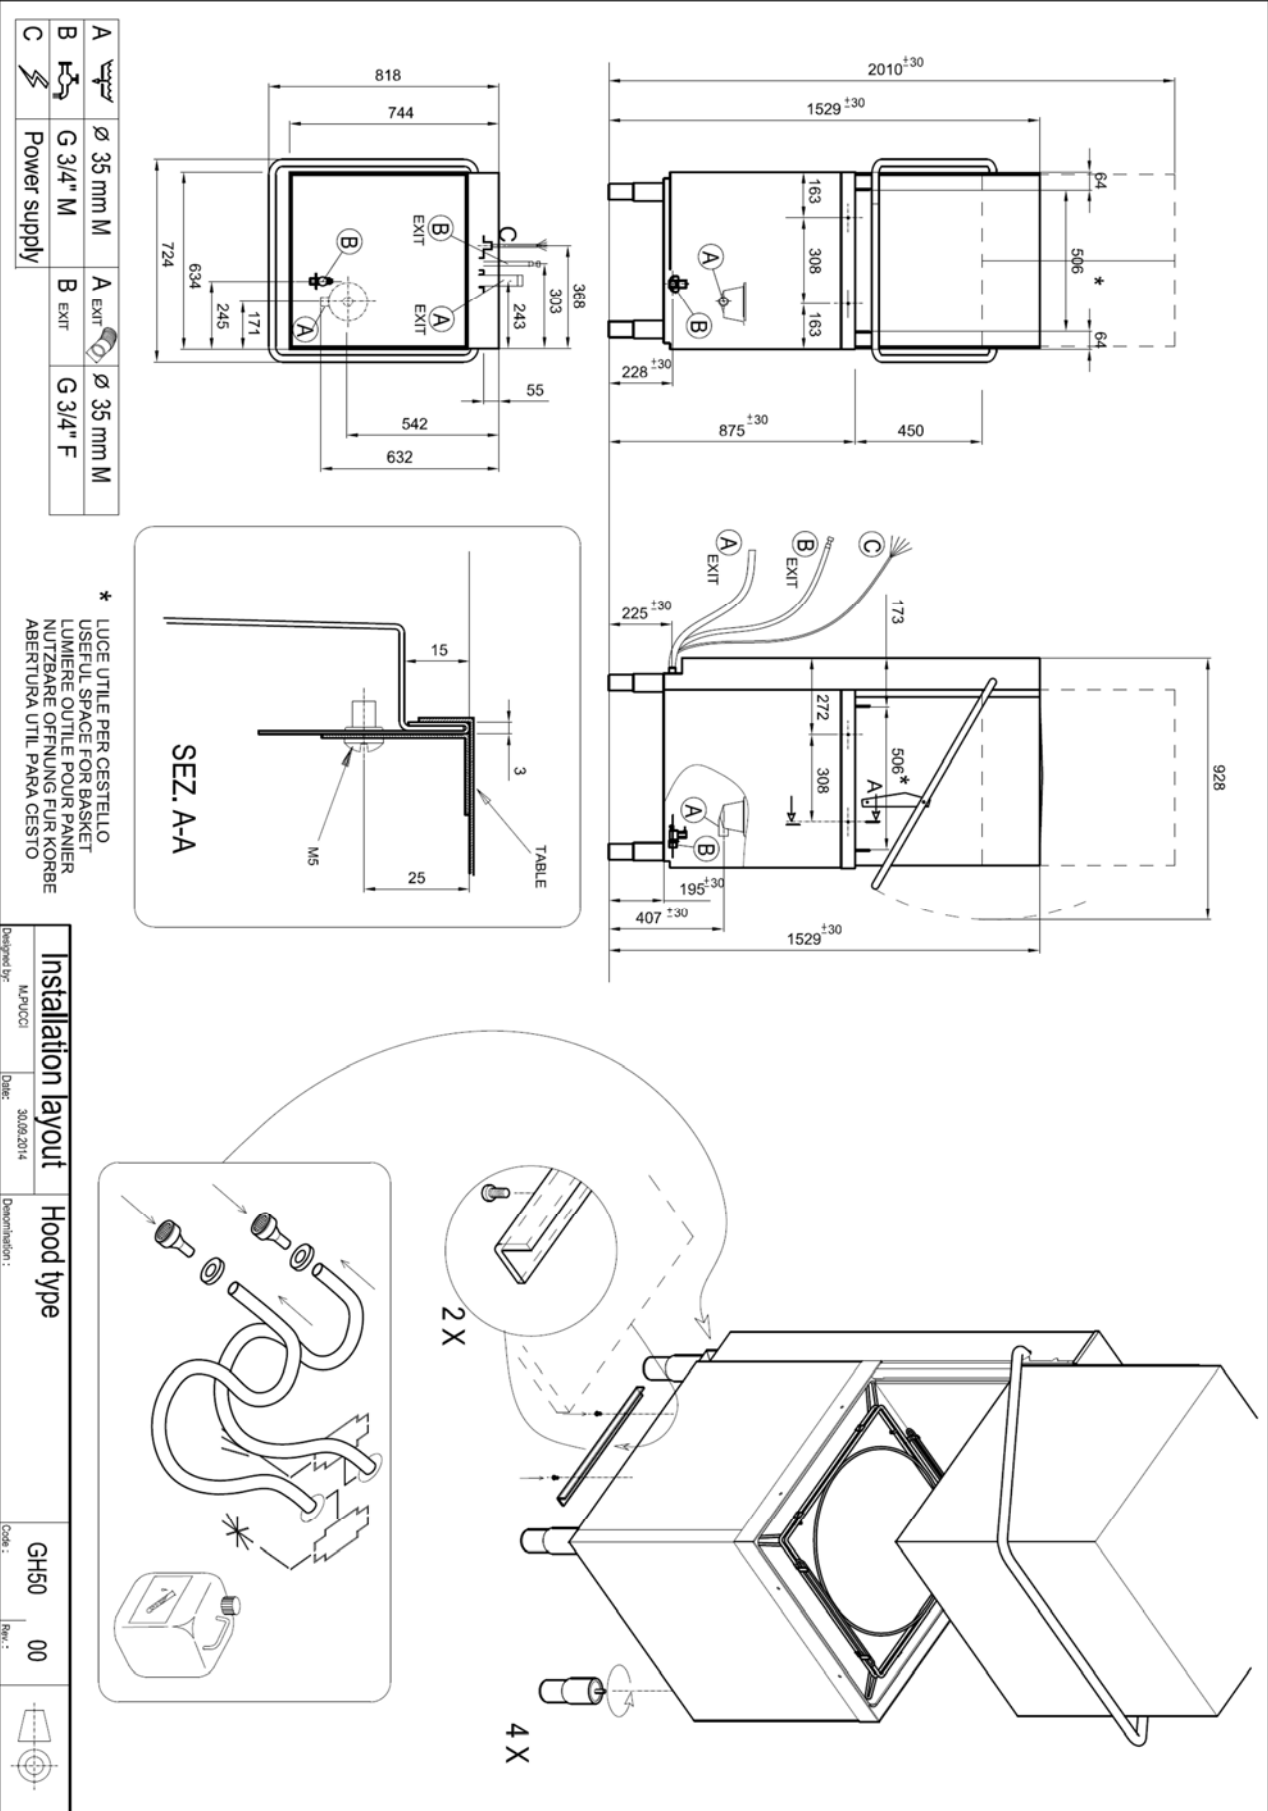 2010 ±30
1529 ±30
64
506
*
64
163
308
163
A
B
228 ±30
875 ±30
450
818
744
C
B
EXIT
A
EXIT
B
A
368
303
243
171
245
634
724
55
542
632
A Ø 35 mm M A EXIT Ø 35 mm M
B G 3/4" M B EXIT G 3/4" F
C Power supply
C
B
EXIT
A
EXIT
173
225 ±30
272
308
506*
A
A
B
928
195 ±30
407 ±30
1529 ±30
15
3
25
M5
TABLE
SEZ. A-A
* LUCE UTILE PER CESTELLO
USEFUL SPACE FOR BASKET
LUMIERE OUTILE POUR PANIER
NUTZBARE OFFNUNG FUR KORBE
ABERTURA UTIL PARA CESTO
2 X
4 X
Installation layout
Hood type
GH50
00
Designed by:
M.PUCCI
Date:
30.09.2014
Denomination :
Code :
Rev. :